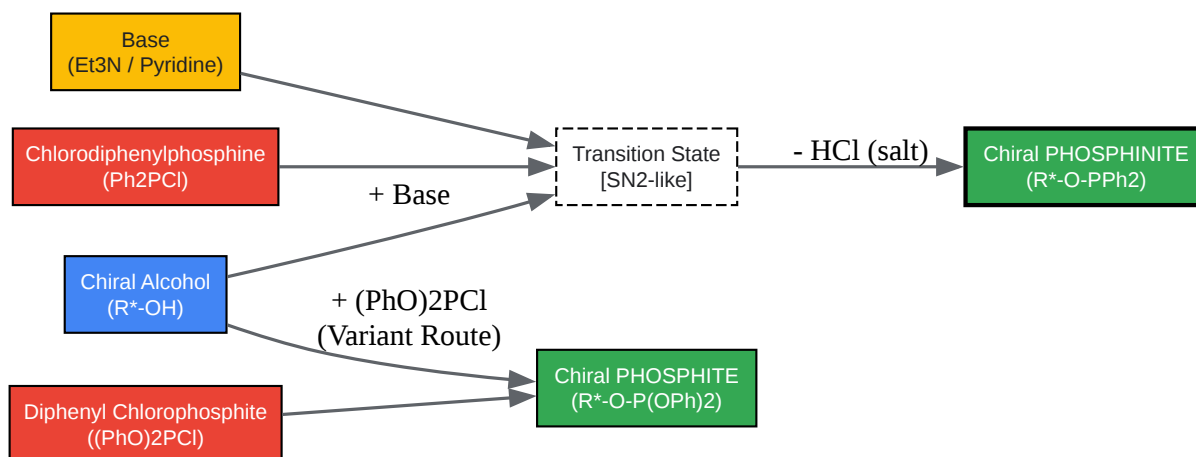 Base
(Et3N / Pyridine)
Chlorodiphenylphosphine
(Ph2PCl)
+ Base
Transition State
[SN2-like]
- HCl (salt)
Chiral PHOSPHINITE
(R*-O-PPh2)
Chiral Alcohol
(R*-OH)
+ (PhO)2PCl
(Variant Route)
Chiral PHOSPHITE
(R*-O-P(OPh)2)
Diphenyl Chlorophosphite
((PhO)2PCl)